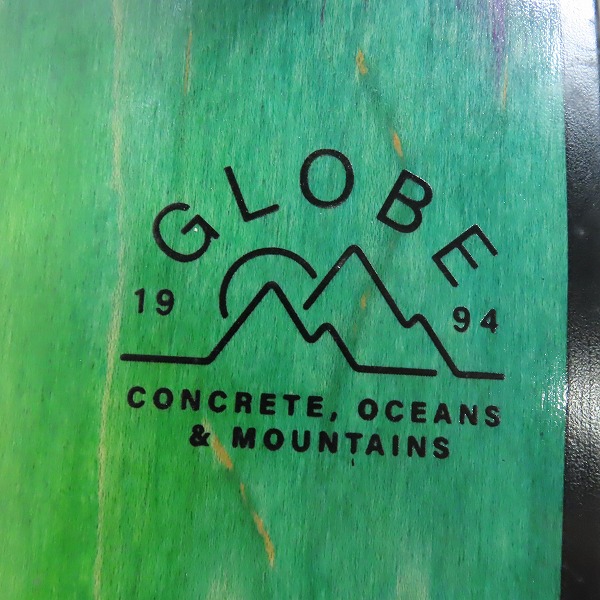 GLOBE
19 94
CONCRETE, OCEANS
& MOUNTAINS